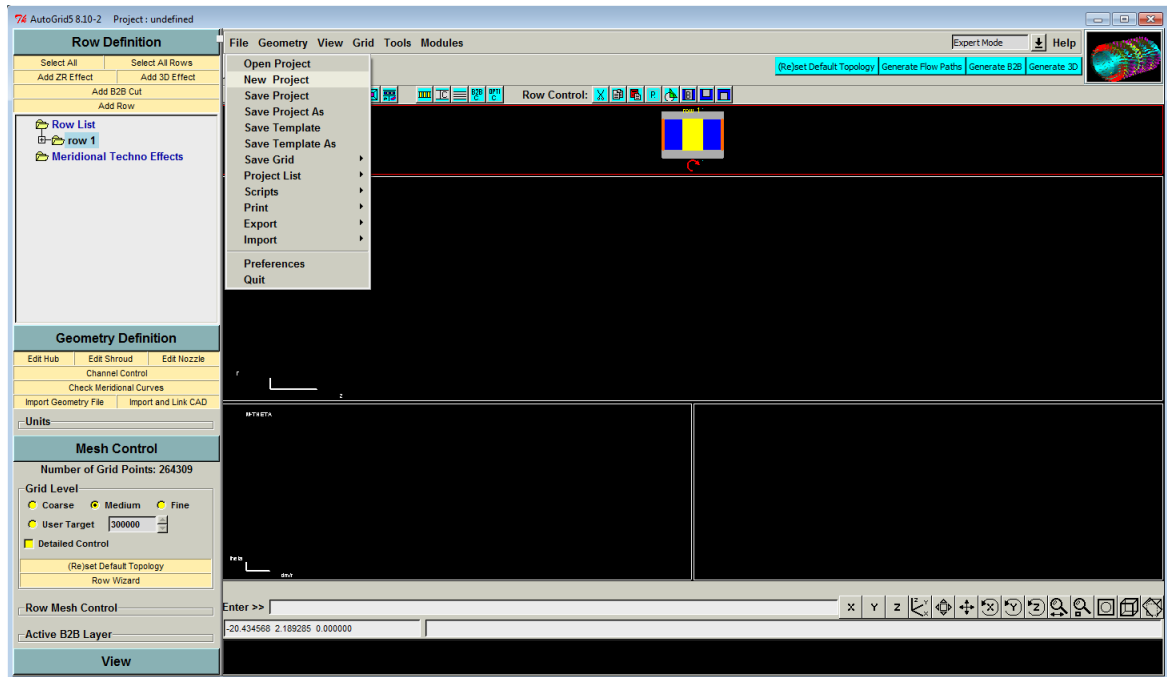 AutoGrid5 8.10-2 Project : undefined
Row Definition
Select All Select All Rows
Add ZR Effect Add 3D Effect
Add B2B Cut
Add Row
Row List
row 1
Meridional Techno Effects
Geometry Definition
Edit Hub Edit Shroud Edit Nozzle
Channel Control
Check Meridional Curves
Import Geometry File Import and Link CAD
Units
Mesh Control
Number of Grid Points: 264309
Grid Level
Coarse Medium Fine
User Target 300000
Detailed Control
(Re)set Default Topology
Row Wizard
Row Mesh Control
Active B2B Layer
View
File Geometry View Grid Tools Modules
Expert Mode Help
Open Project
New Project
Save Project
Save Project As
Save Template
Save Template As
Save Grid
Project List
Scripts
Print
Export
Import
Preferences
Quit
(Re)set Default Topology Generate Flow Paths Generate B2B Generate 3D
Row Control:
row 1
r
z
M-THETA
theta
dm/r
Enter >>
X Y Z
-20.434568 2.189285 0.000000